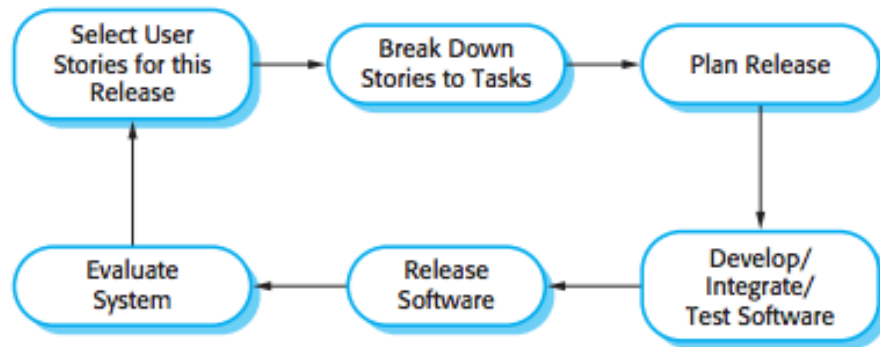 Select User
Stories for this
Release
Break Down
Stories to Tasks
Plan Release
Develop/
Integrate/
Test Software
Release
Software
Evaluate
System